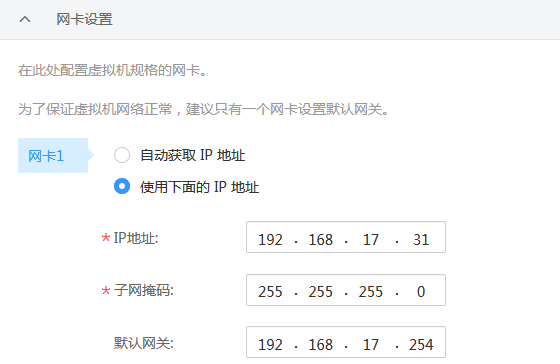 网卡设置
在此处配置虚拟机规格的网卡。
为了保证虚拟机网络正常，建议只有一个网卡设置默认网关。
网卡1
自动获取 IP 地址
使用下面的 IP 地址
* IP地址: 192 . 168 . 17 . 31
* 子网掩码: 255 . 255 . 255 . 0
默认网关: 192 . 168 . 17 . 254